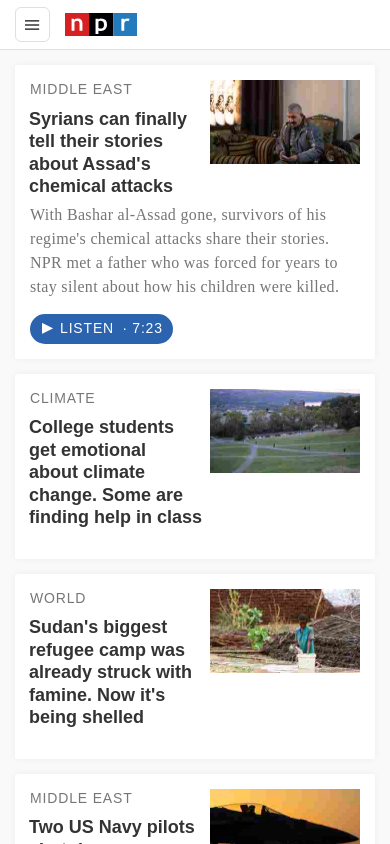 npr
MIDDLE EAST
Syrians can finally
tell their stories
about Assad's
chemical attacks
With Bashar al-Assad gone, survivors of his
regime's chemical attacks share their stories.
NPR met a father who was forced for years to
stay silent about how his children were killed.
LISTEN · 7:23
CLIMATE
College students
get emotional
about climate
change. Some are
finding help in class
WORLD
Sudan's biggest
refugee camp was
already struck with
famine. Now it's
being shelled
MIDDLE EAST
Two US Navy pilots